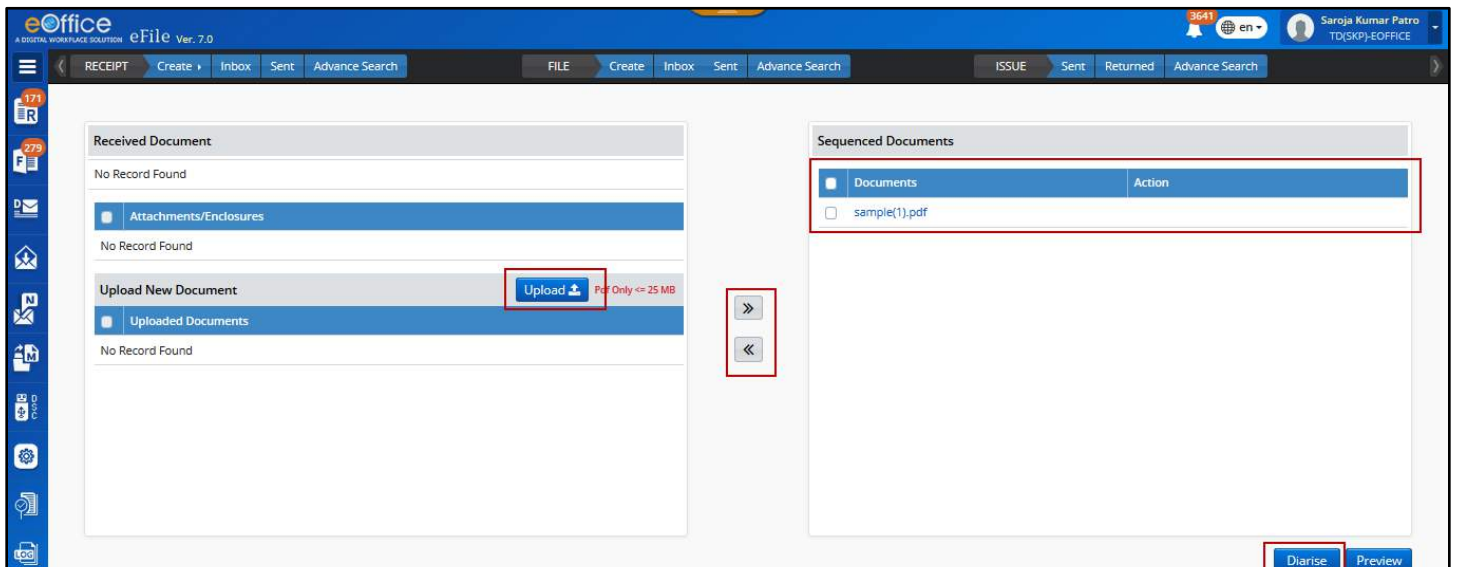 eOffice
A DIGITAL WORKPLACE SOLUTION eFile Ver. 7.0
3641
en
Saroja Kumar Patro
TD(SKP)-EOFFICE
RECEIPT Create Inbox Sent Advance Search FILE Create Inbox Sent Advance Search ISSUE Sent Returned Advance Search
171
R
279
F
D
N
M
DSC
LOG
Received Document
No Record Found
Attachments/Enclosures
No Record Found
Upload New Document Upload Pdf Only <= 25 MB
Uploaded Documents
No Record Found
»
«
Sequenced Documents
Documents Action
sample(1).pdf
Diarise Preview